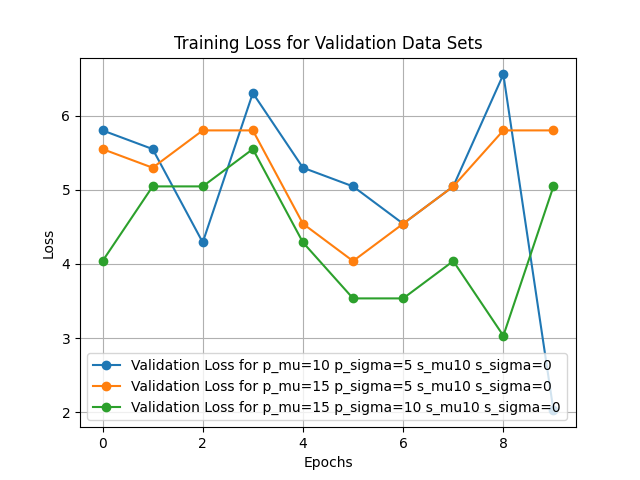 Training Loss for Validation Data Sets
6
5
4
3
2
Loss
Validation Loss for p_mu=10 p_sigma=5 s_mu10 s_sigma=0
Validation Loss for p_mu=15 p_sigma=5 s_mu10 s_sigma=0
Validation Loss for p_mu=15 p_sigma=10 s_mu10 s_sigma=0
0 2 4 6 8
Epochs